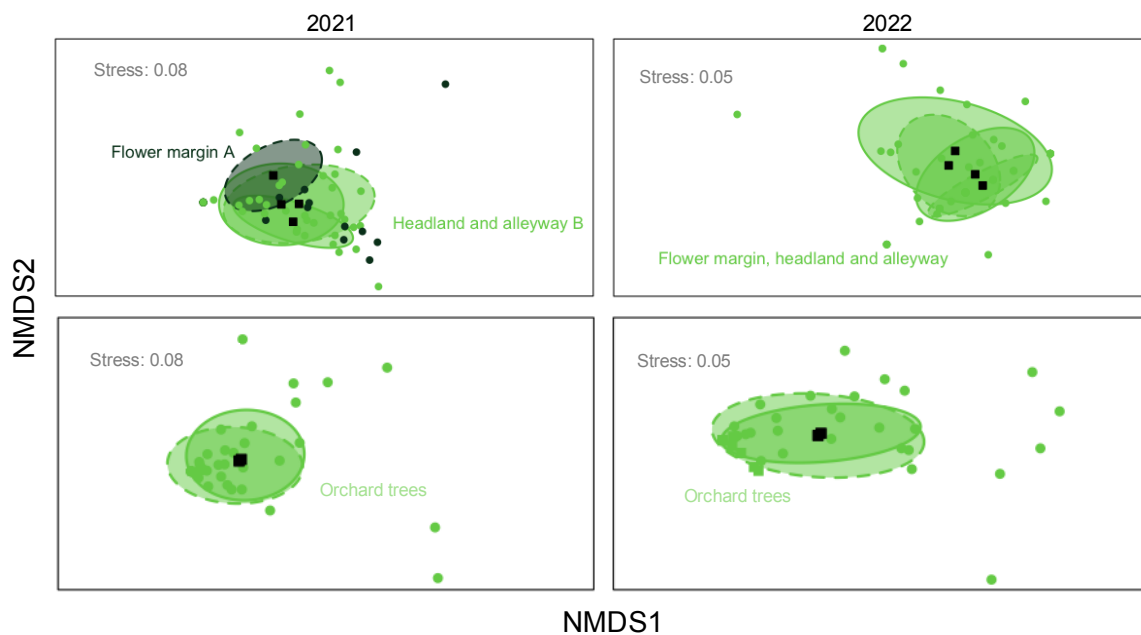 2021
2022
Stress: 0.08
Stress: 0.05
Flower margin A
Headland and alleyway B
Flower margin, headland and alleyway
NMDS2
Stress: 0.08
Stress: 0.05
Orchard trees
Orchard trees
NMDS1